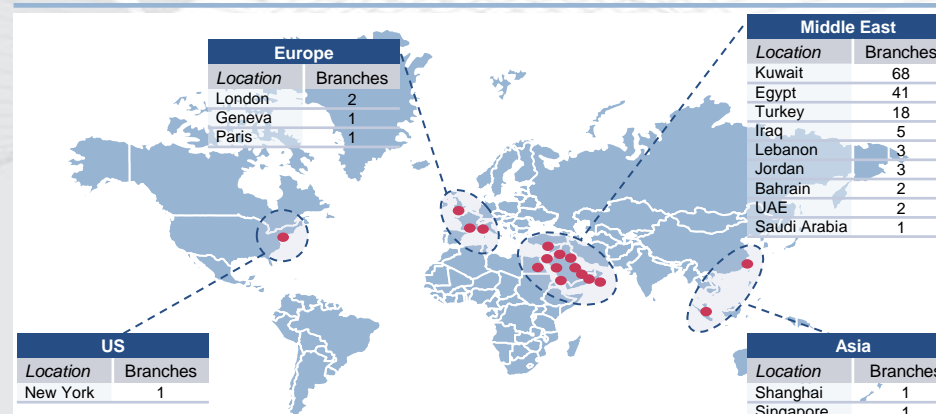 Europe
Location Branches
London 2
Geneva 1
Paris 1
Middle East
Location Branches
Kuwait 68
Egypt 41
Turkey 18
Iraq 5
Lebanon 3
Jordan 3
Bahrain 2
UAE 2
Saudi Arabia 1
US
Location Branches
New York 1
Asia
Location Branches
Shanghai 1
Singapore 1